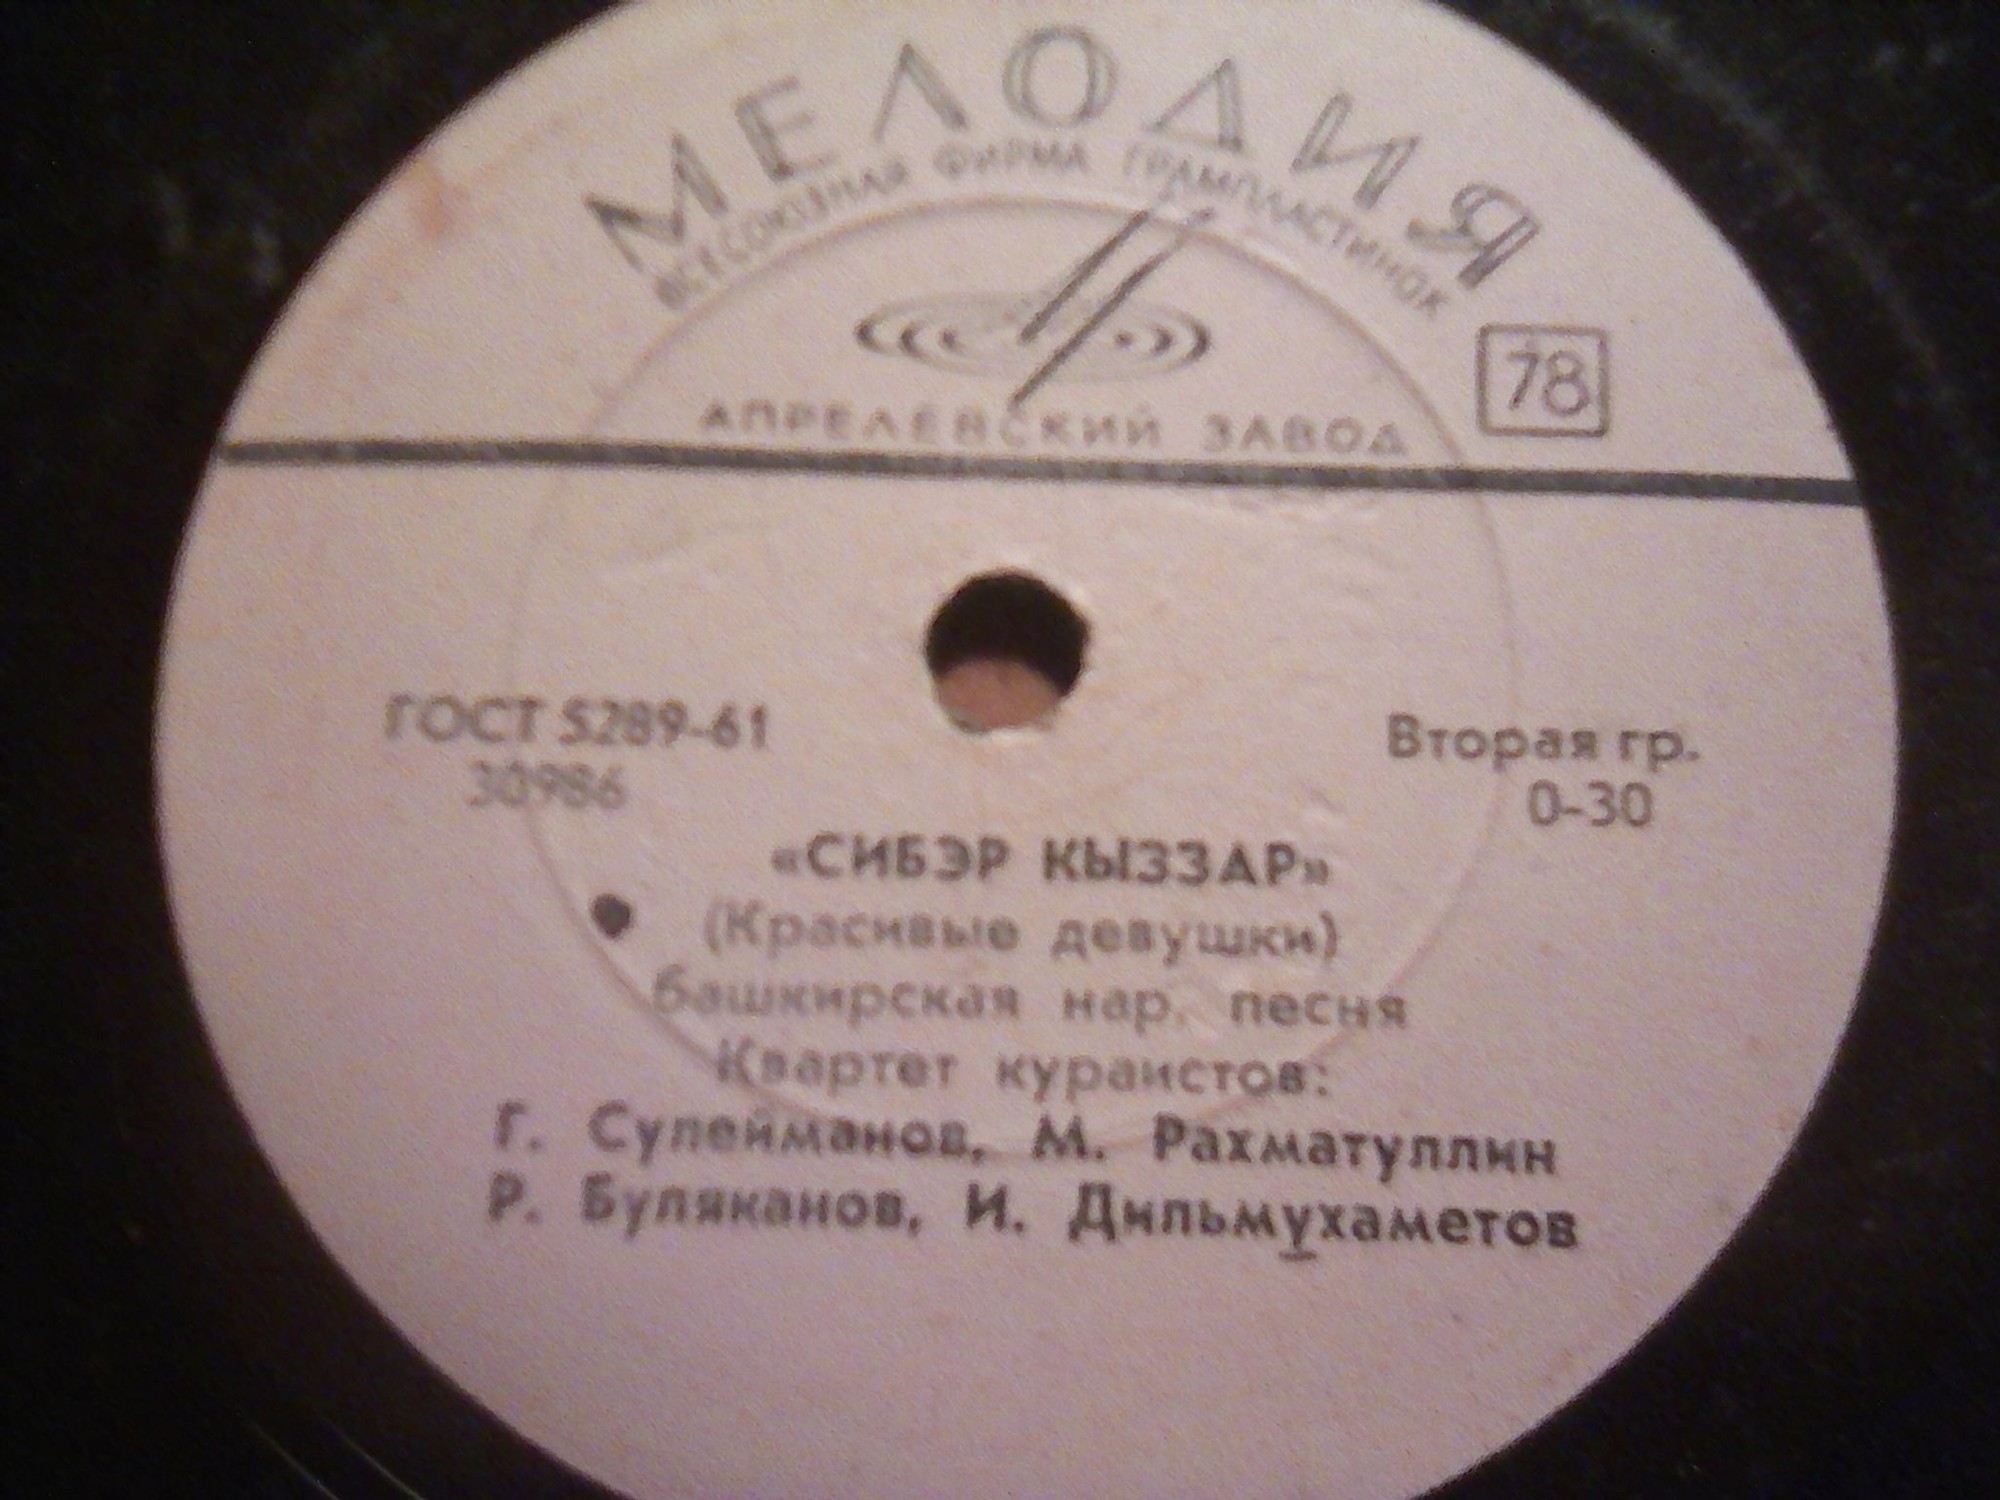 МЕЛОДИЯ
ВСЕСОЮЗНАЯ ФИРМА ГРАМПЛАСТИНОК
78
АПРЕЛЕВСКИЙ ЗАВОД
ГОСТ 5289-61
30986
Вторая гр.
0-30
«СИБЭР КЫЗЗАР»
(Красивые девушки)
башкирская нар. песня
Квартет кураистов:
Г. Сулейманов, М. Рахматуллин
Р. Буляканов, И. Дильмухаметов